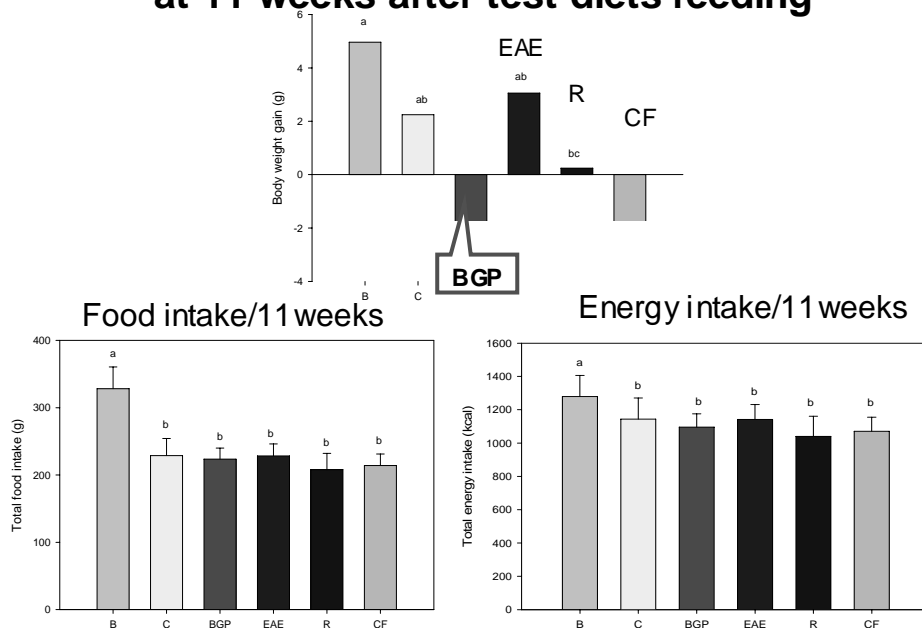 at 11 weeks after test diets feeding
Body weight gain (g)
6
4
2
0
-2
-4
a
ab
ab
bc
EAE
R
CF
BGP
B
C
Food intake/11weeks
Total food intake (g)
400
300
200
100
0
a
b
b
b
b
b
B
C
BGP
EAE
R
CF
Energy intake/11weeks
Total energy intake (kcal)
1600
1400
1200
1000
800
600
400
200
0
a
b
b
b
b
b
B
C
BGP
EAE
R
CF